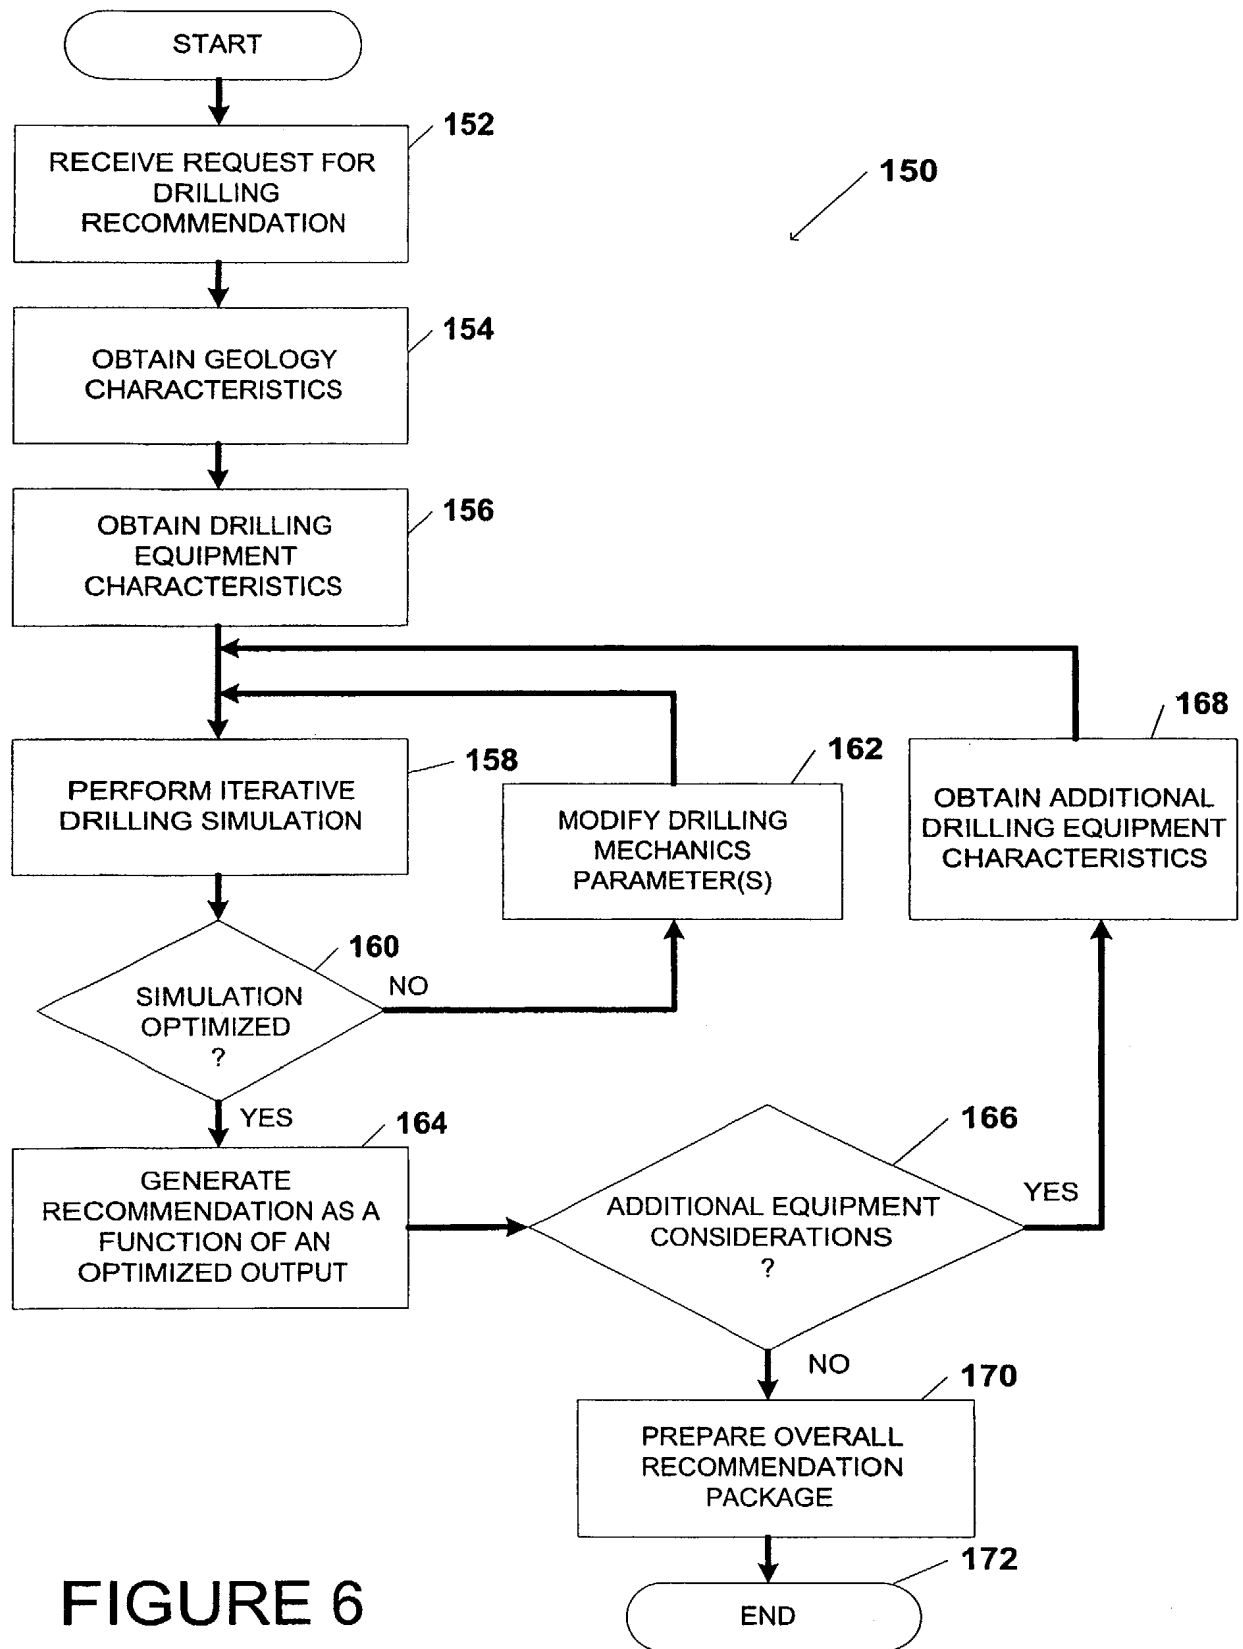 START
152
RECEIVE REQUEST FOR
DRILLING
RECOMMENDATION
150
154
OBTAIN GEOLOGY
CHARACTERISTICS
156
OBTAIN DRILLING
EQUIPMENT
CHARACTERISTICS
158
PERFORM ITERATIVE
DRILLING SIMULATION
162
MODIFY DRILLING
MECHANICS
PARAMETER(S)
168
OBTAIN ADDITIONAL
DRILLING EQUIPMENT
CHARACTERISTICS
160
SIMULATION
OPTIMIZED
?
NO
YES
164
GENERATE
RECOMMENDATION AS A
FUNCTION OF AN
OPTIMIZED OUTPUT
166
ADDITIONAL EQUIPMENT
CONSIDERATIONS
?
YES
NO
170
PREPARE OVERALL
RECOMMENDATION
PACKAGE
172
END
FIGURE 6